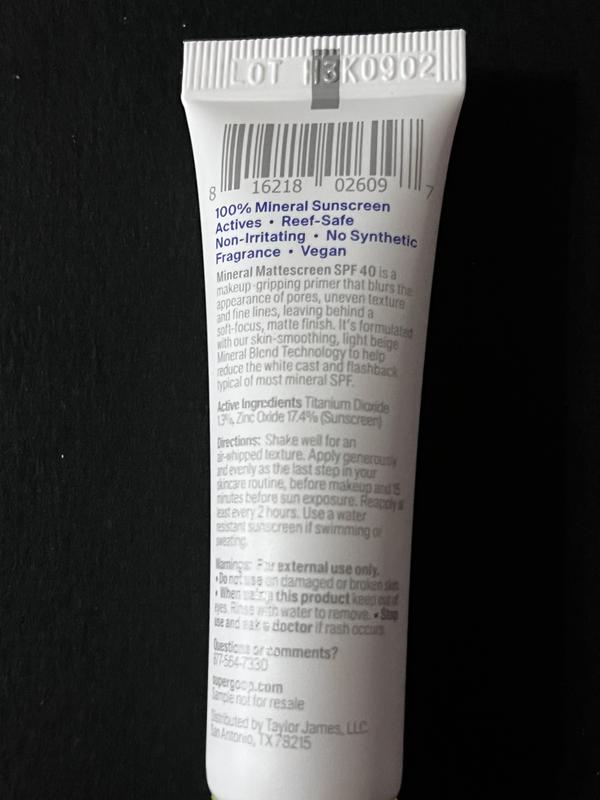 LOT H3K0902
8 16218 02609 7
100% Mineral Sunscreen
Actives • Reef-Safe
Non-Irritating • No Synthetic
Fragrance • Vegan
Mineral Mattescreen SPF 40 is a
makeup-gripping primer that blurs the
appearance of pores, uneven texture
and fine lines, leaving behind a
soft-focus, matte finish. It's formulated
with our skin-smoothing, light beige
Mineral Blend Technology to help
reduce the white cast and flashback
typical of most mineral SPF.
Active Ingredients Titanium Dioxide
1.3%, Zinc Oxide 17.4% (Sunscreen)
Directions: Shake well for an
air-whipped texture. Apply generously
and evenly as the last step in your
skincare routine, before makeup and 15
minutes before sun exposure. Reapply at
least every 2 hours. Use a water
resistant sunscreen if swimming or
sweating.
Warnings: For external use only.
• Do not use on damaged or broken skin
• When using this product keep out of
eyes. Rinse with water to remove. • Stop
use and ask a doctor if rash occurs
Questions or comments?
877-564-7330
supergoop.com
Sample not for resale
Distributed by Taylor James, LLC.
San Antonio, TX 78215